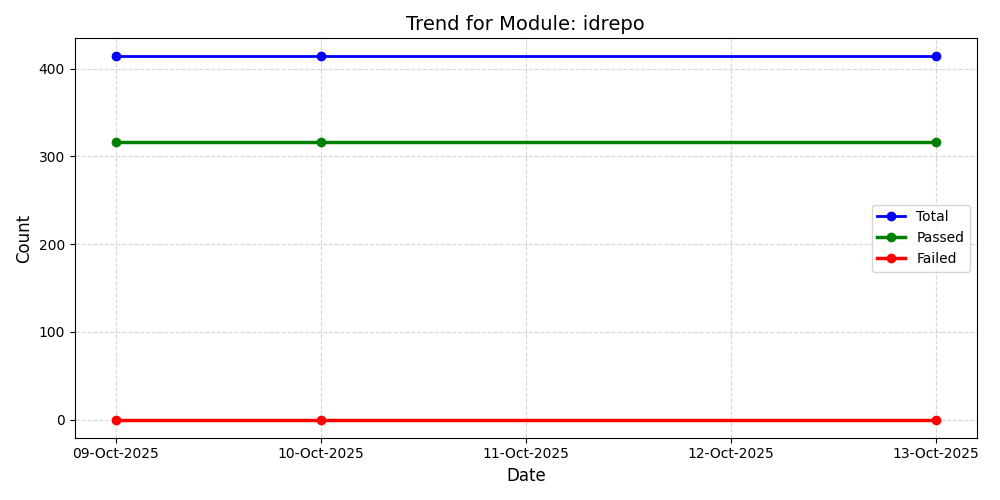 Trend for Module: idrepo
400
300
200
100
0
Count
Total
Passed
Failed
09-Oct-2025 10-Oct-2025 11-Oct-2025 12-Oct-2025 13-Oct-2025
Date